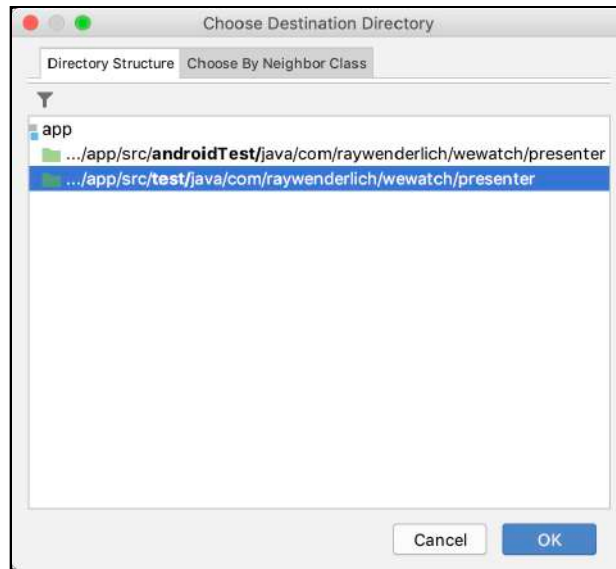 Choose Destination Directory
Directory Structure Choose By Neighbor Class
app
.../app/src/androidTest/java/com/raywenderlich/wewatch/presenter
.../app/src/test/java/com/raywenderlich/wewatch/presenter
Cancel OK